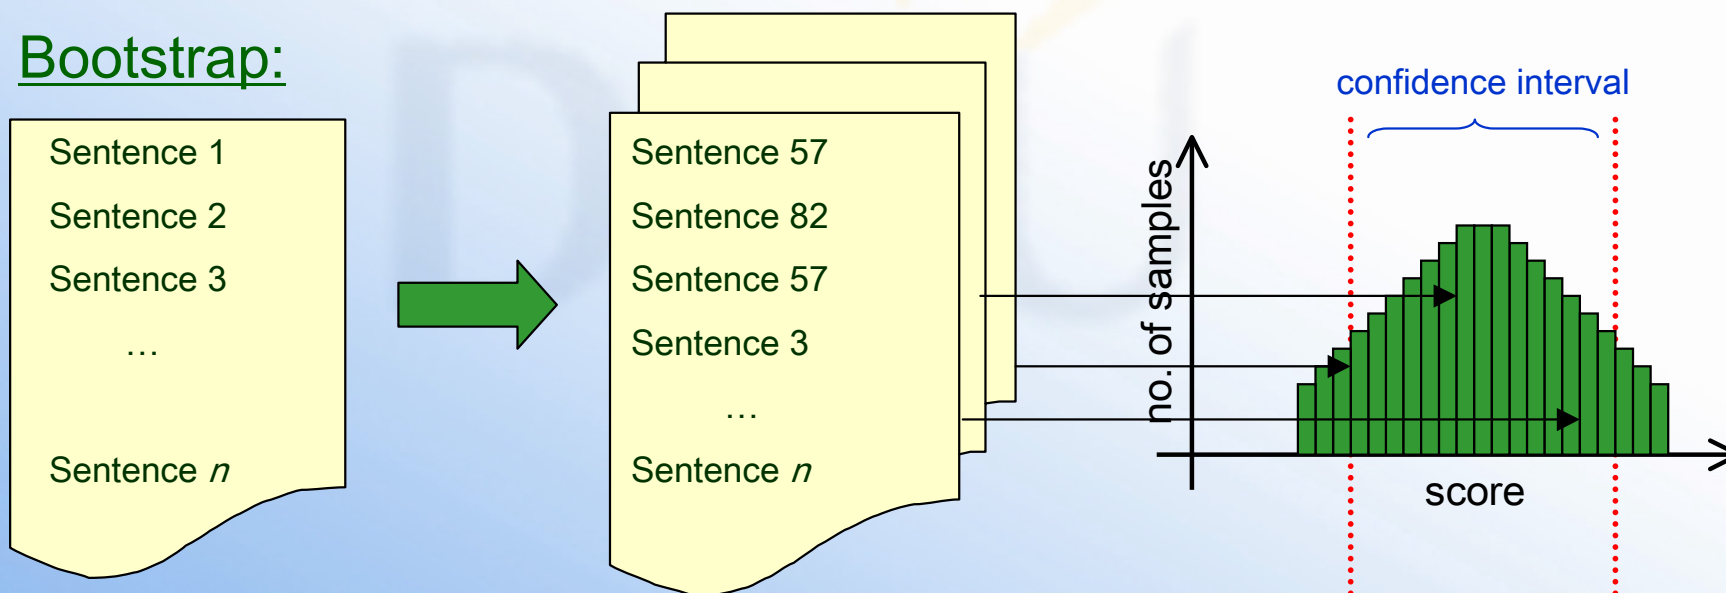 Bootstrap:
Sentence 1
Sentence 2
Sentence 3
…
Sentence n
Sentence 57
Sentence 82
Sentence 57
Sentence 3
…
Sentence n
confidence interval
no. of samples
score